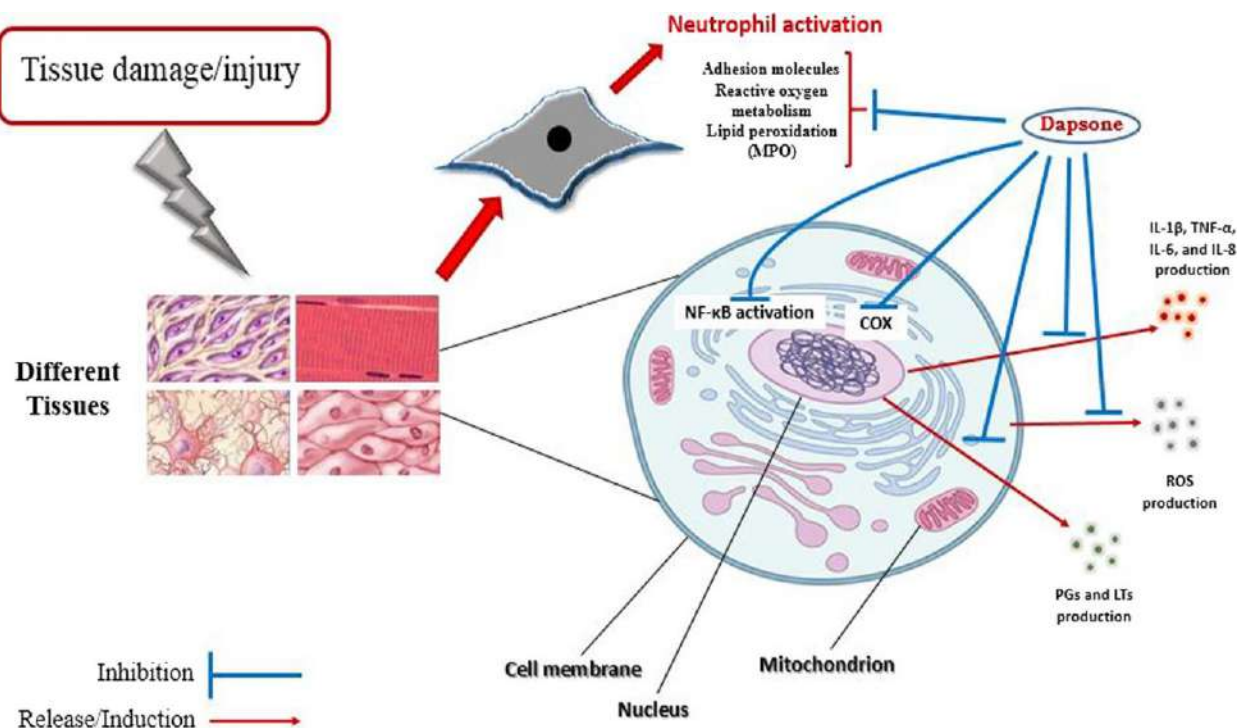 Tissue damage/injury
Neutrophil activation
Adhesion molecules
Reactive oxygen
metabolism
Lipid peroxidation
(MPO)
Dapsone
IL-1β, TNF-α,
IL-6, and IL-8
production
NF-κB activation
COX
Different
Tissues
ROS
production
PGs and LTs
production
Cell membrane
Mitochondrion
Nucleus
Inhibition
Release/Induction